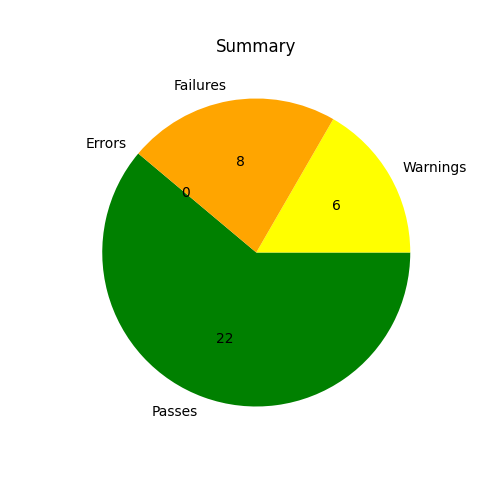 Summary
Failures
Errors
8
Warnings
0
6
22
Passes